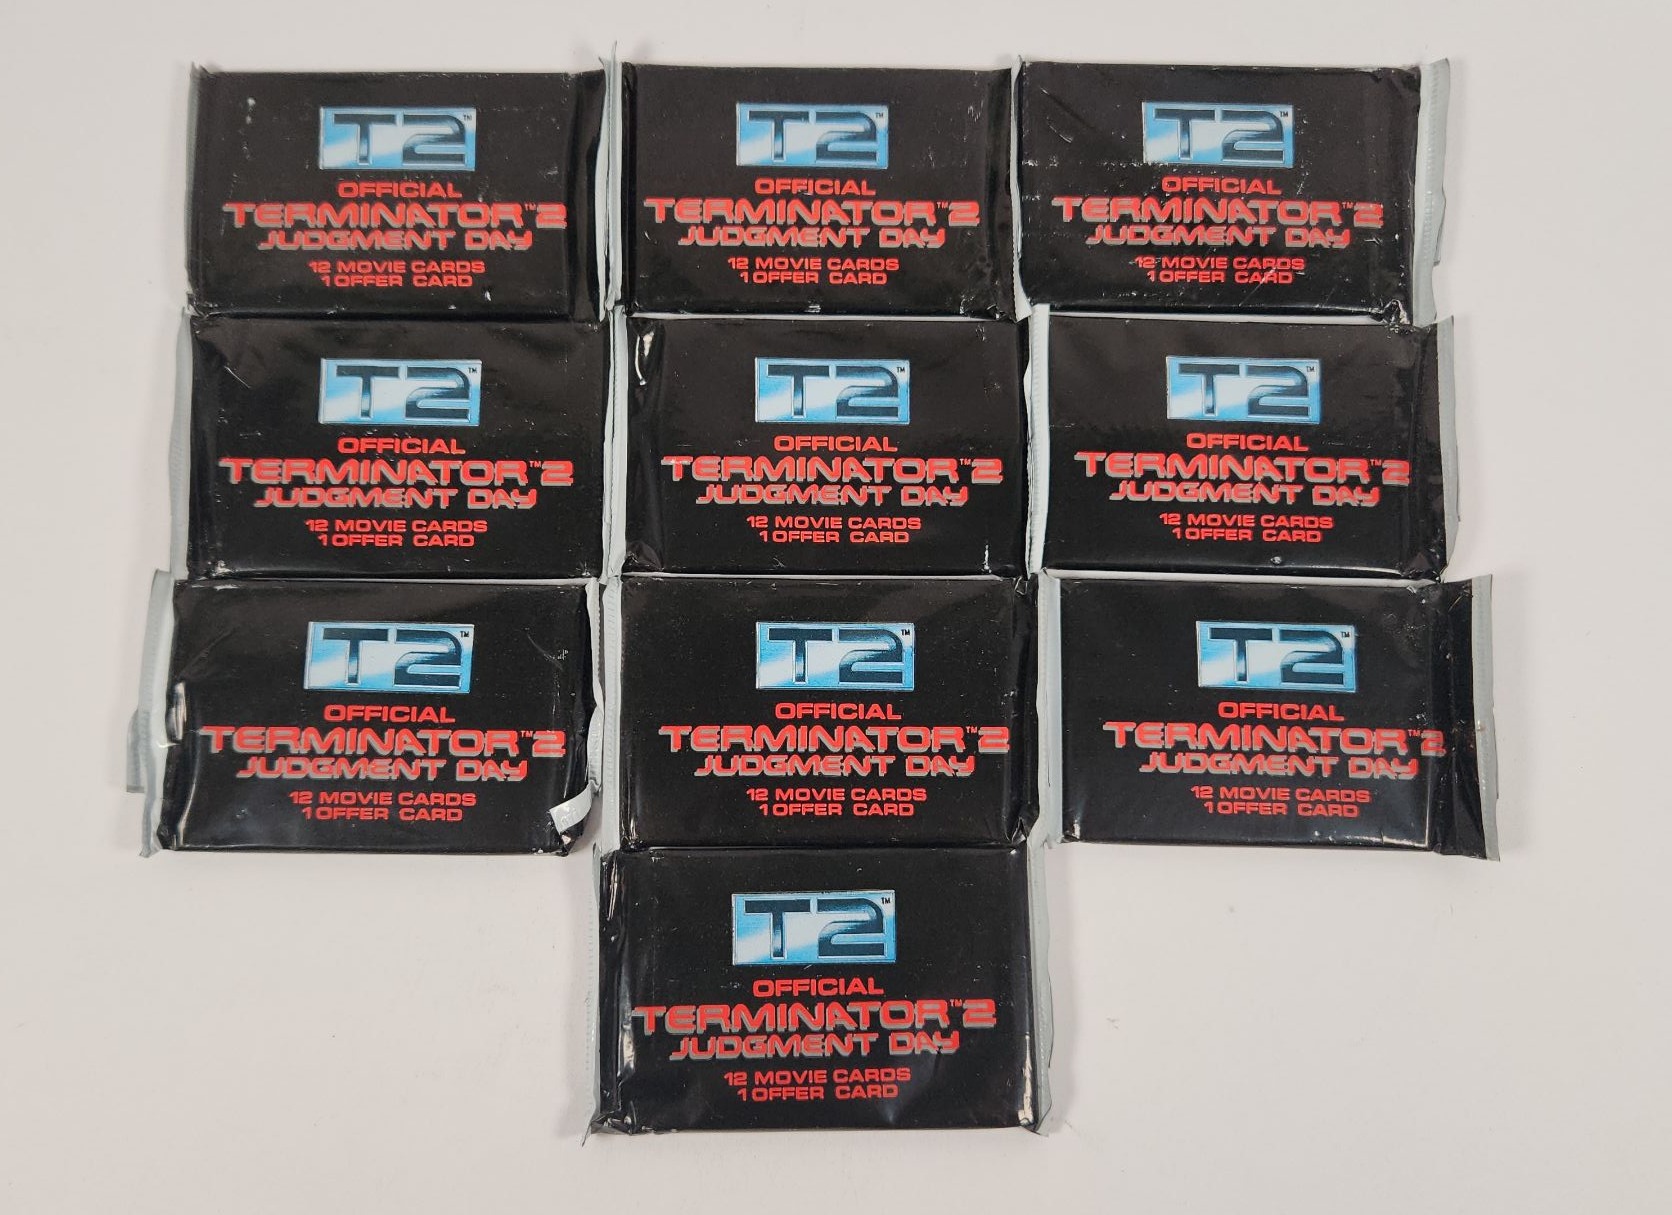 T2™
OFFICIAL
TERMINATOR™2
JUDGMENT DAY
12 MOVIE CARDS
1 OFFER CARD
T2™
OFFICIAL
TERMINATOR™2
JUDGMENT DAY
12 MOVIE CARDS
1 OFFER CARD
T2™
OFFICIAL
TERMINATOR™2
JUDGMENT DAY
12 MOVIE CARDS
1 OFFER CARD
T2™
OFFICIAL
TERMINATOR™2
JUDGMENT DAY
12 MOVIE CARDS
1 OFFER CARD
T2™
OFFICIAL
TERMINATOR™2
JUDGMENT DAY
12 MOVIE CARDS
1 OFFER CARD
T2™
OFFICIAL
TERMINATOR™2
JUDGMENT DAY
12 MOVIE CARDS
1 OFFER CARD
T2™
OFFICIAL
TERMINATOR™2
JUDGMENT DAY
12 MOVIE CARDS
1 OFFER CARD
T2™
OFFICIAL
TERMINATOR™2
JUDGMENT DAY
12 MOVIE CARDS
1 OFFER CARD
T2™
OFFICIAL
TERMINATOR™2
JUDGMENT DAY
12 MOVIE CARDS
1 OFFER CARD
T2™
OFFICIAL
TERMINATOR™2
JUDGMENT DAY
12 MOVIE CARDS
1 OFFER CARD